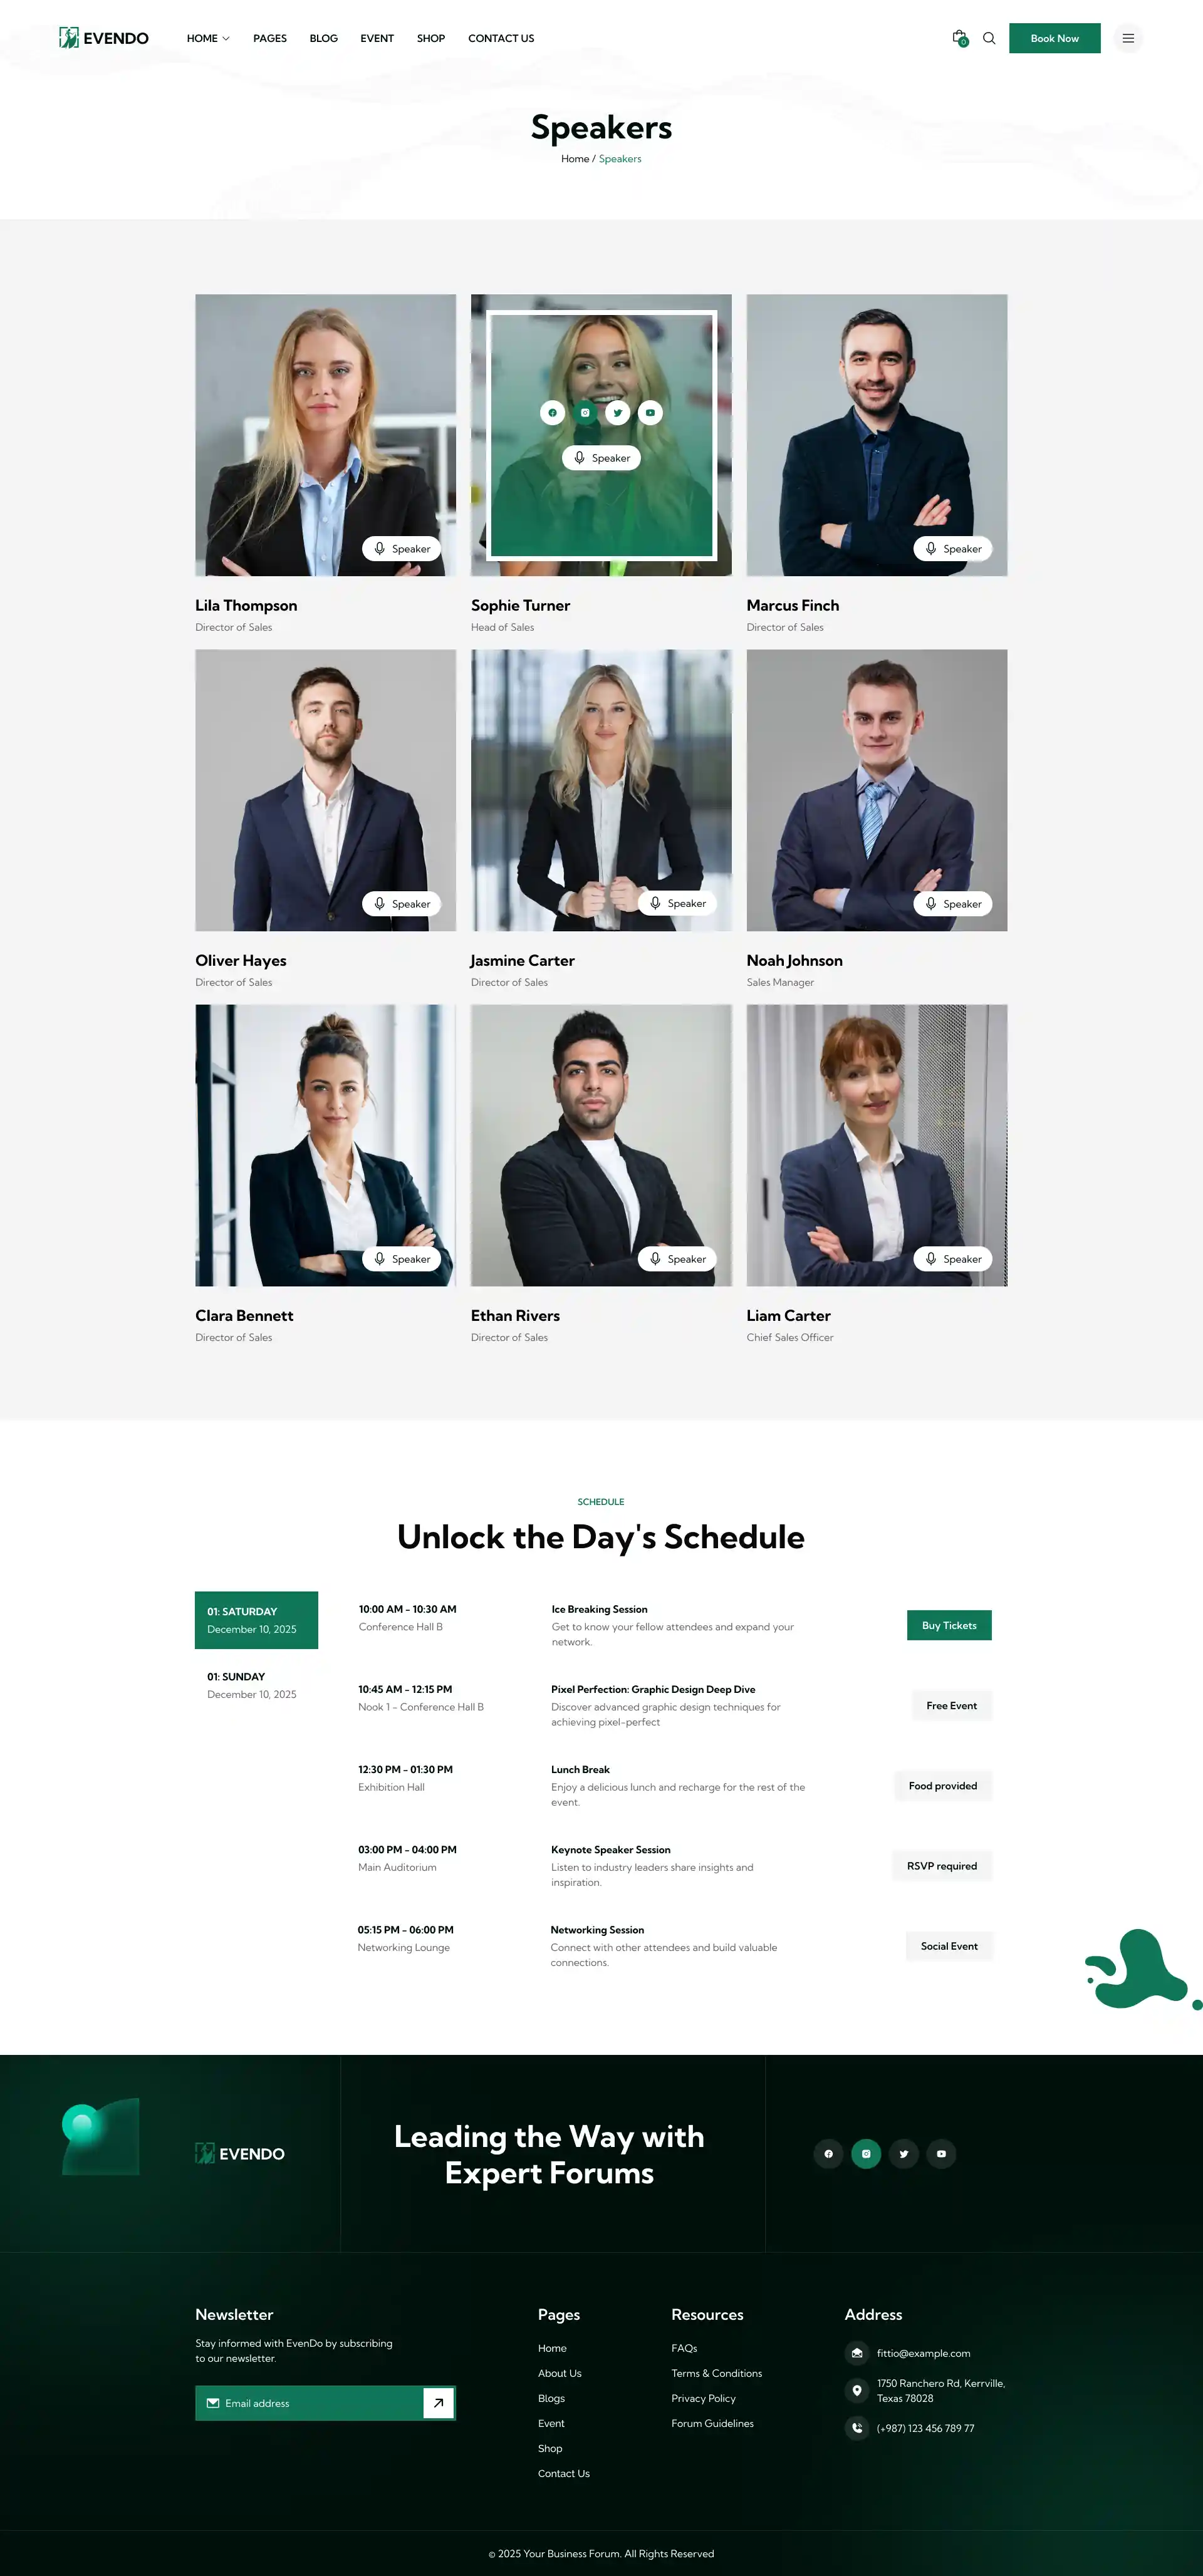 EVENDO
HOME
PAGES
BLOG
EVENT
SHOP
CONTACT US
0
Book Now
Speakers
Home / Speakers
Speaker
Speaker
Speaker
Lila Thompson
Director of Sales
Sophie Turner
Head of Sales
Marcus Finch
Director of Sales
Speaker
Speaker
Speaker
Oliver Hayes
Director of Sales
Jasmine Carter
Director of Sales
Noah Johnson
Sales Manager
Speaker
Speaker
Speaker
Clara Bennett
Director of Sales
Ethan Rivers
Director of Sales
Liam Carter
Chief Sales Officer
SCHEDULE
Unlock the Day's Schedule
01: SATURDAY
December 10, 2025
01: SUNDAY
December 10, 2025
10:00 AM - 10:30 AM
Conference Hall B
Ice Breaking Session
Get to know your fellow attendees and expand your
network.
Buy Tickets
10:45 AM - 12:15 PM
Nook 1 - Conference Hall B
Pixel Perfection: Graphic Design Deep Dive
Discover advanced graphic design techniques for
achieving pixel-perfect
Free Event
12:30 PM - 01:30 PM
Exhibition Hall
Lunch Break
Enjoy a delicious lunch and recharge for the rest of the
event.
Food provided
03:00 PM - 04:00 PM
Main Auditorium
Keynote Speaker Session
Listen to industry leaders share insights and
inspiration.
RSVP required
05:15 PM - 06:00 PM
Networking Lounge
Networking Session
Connect with other attendees and build valuable
connections.
Social Event
EVENDO
Leading the Way with
Expert Forums
Newsletter
Stay informed with EvenDo by subscribing
to our newsletter.
Email address
Pages
Home
About Us
Blogs
Event
Shop
Contact Us
Resources
FAQs
Terms & Conditions
Privacy Policy
Forum Guidelines
Address
fittio@example.com
1750 Ranchero Rd, Kerrville,
Texas 78028
(+987) 123 456 789 77
© 2025 Your Business Forum. All Rights Reserved